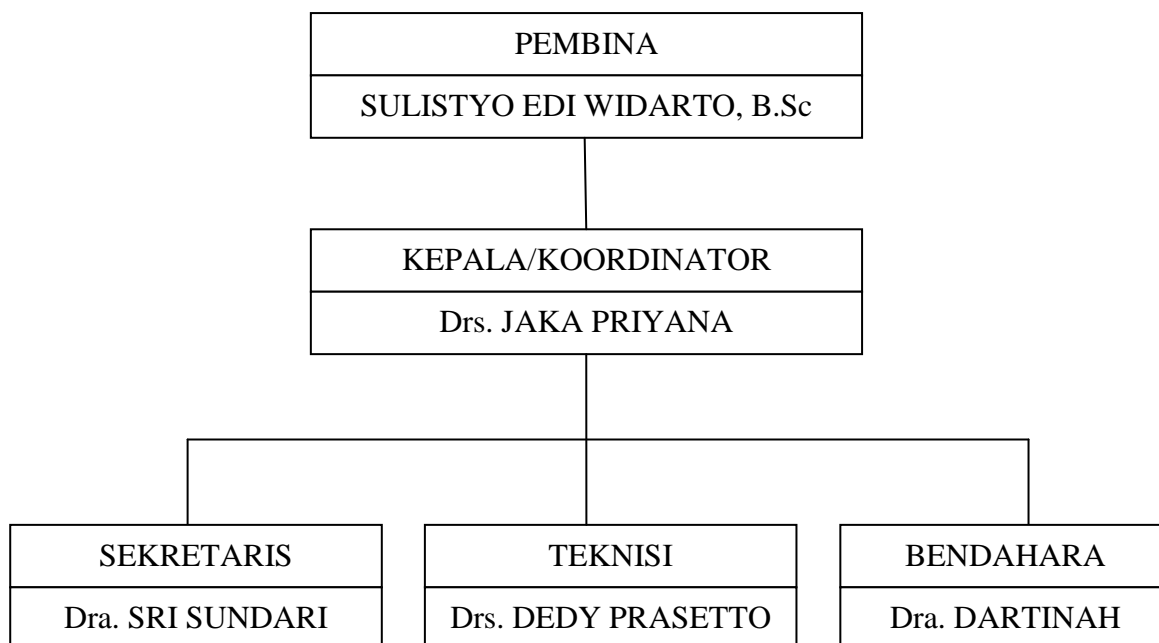 PEMBINA
SULISTYO EDI WIDARTO, B.Sc
KEPALA/KOORDINATOR
Drs. JAKA PRIYANA
SEKRETARIS
Dra. SRI SUNDARI
TEKNISI
Drs. DEDY PRASETTO
BENDAHARA
Dra. DARTINAH